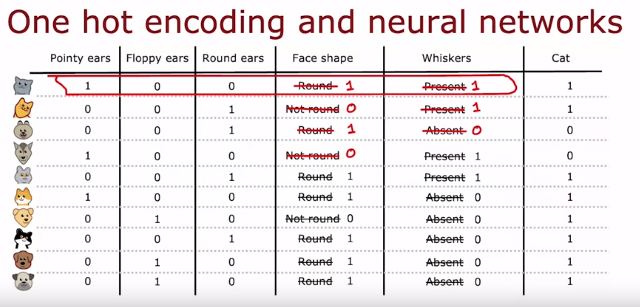 One hot encoding and neural networks
Pointy ears Floppy ears Round ears Face shape Whiskers Cat
1 0 0 Round 1 Present 1 1
0 0 1 Not round 0 Present 1 1
0 0 1 Round 1 Absent 0 0
1 0 0 Not round 0 Present 1 0
0 0 1 Round 1 Present 1 1
1 0 0 Round 1 Absent 0 1
0 1 0 Not round 0 Absent 0 1
0 0 1 Round 1 Absent 0 1
0 1 0 Round 1 Absent 0 1
0 1 0 Round 1 Absent 0 1